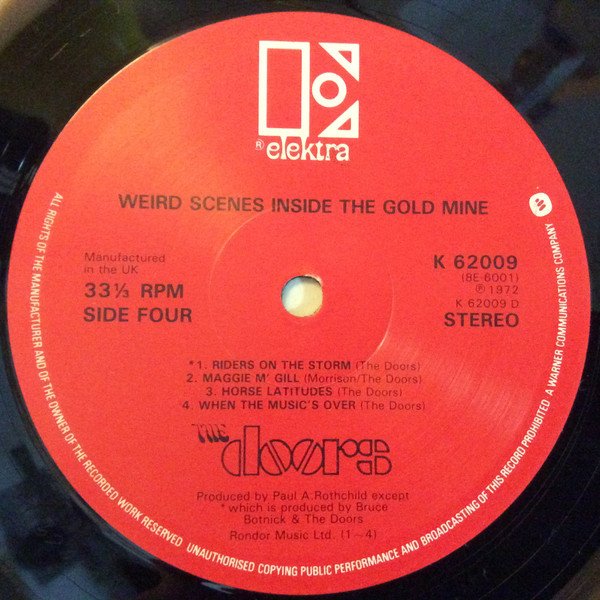 ® elektra
WEIRD SCENES INSIDE THE GOLD MINE
Manufactured
in the UK
33⅓ RPM
SIDE FOUR
K 62009
(8E-6001)
℗ 1972
K 62009 D
STEREO
*1. RIDERS ON THE STORM (The Doors)
2. MAGGIE M' GILL (Morrison/The Doors)
3. HORSE LATITUDES (The Doors)
4. WHEN THE MUSIC'S OVER (The Doors)
THE
doors
Produced by Paul A.Rothchild except
* which is produced by Bruce
Botnick & The Doors
Rondor Music Ltd. (1~4)
ALL RIGHTS OF THE MANUFACTURER AND OF THE OWNER OF THE RECORDED WORK RESERVED UNAUTHORISED COPYING PUBLIC PERFORMANCE AND BROADCASTING OF THIS RECORD PROHIBITED A WARNER COMMUNICATIONS COMPANY